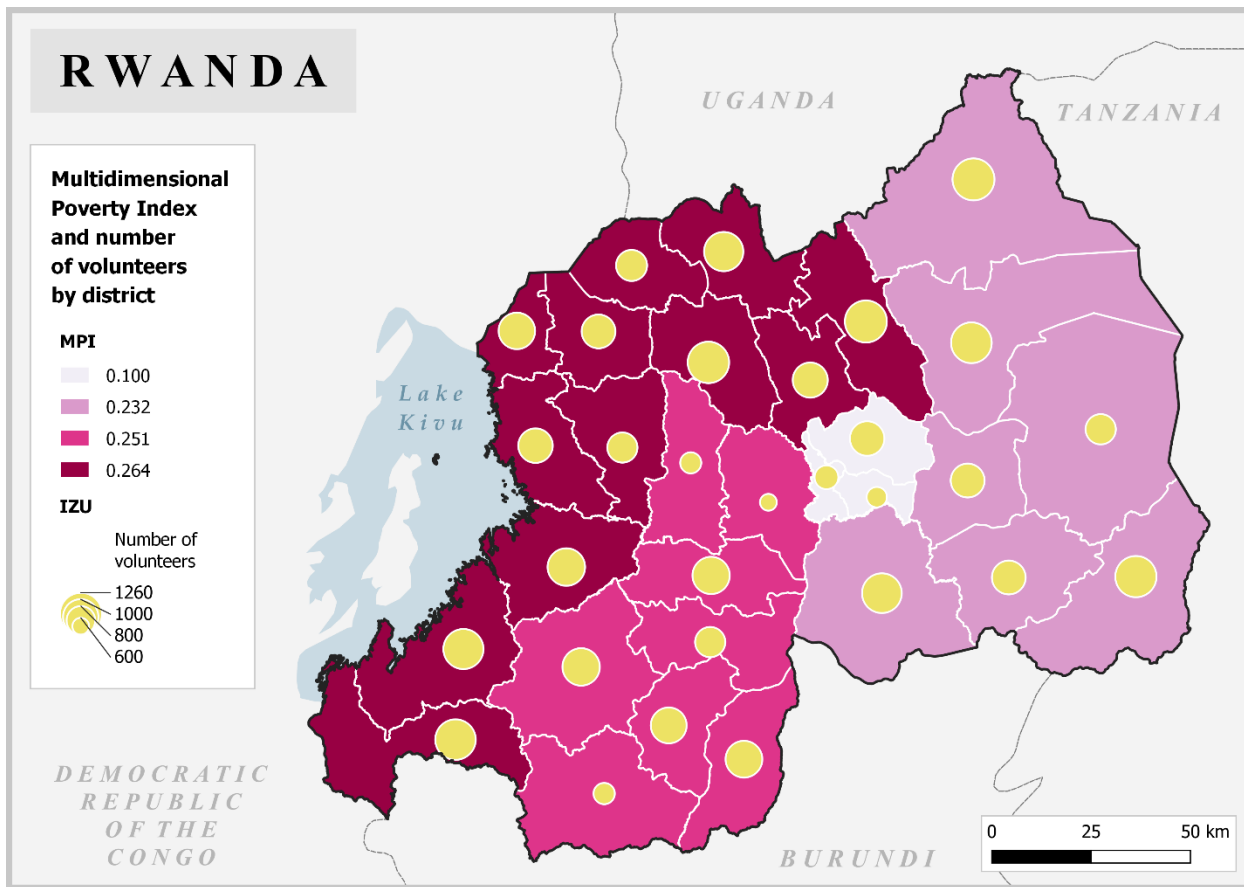 RWANDA
UGANDA
TANZANIA
Multidimensional
Poverty Index
and number
of volunteers
by district
MPI
0.100
0.232
0.251
0.264
IZU
Number of
volunteers
1260
1000
800
600
Lake
Kivu
DEMOCRATIC
REPUBLIC
OF THE
CONGO
BURUNDI
0 25 50 km